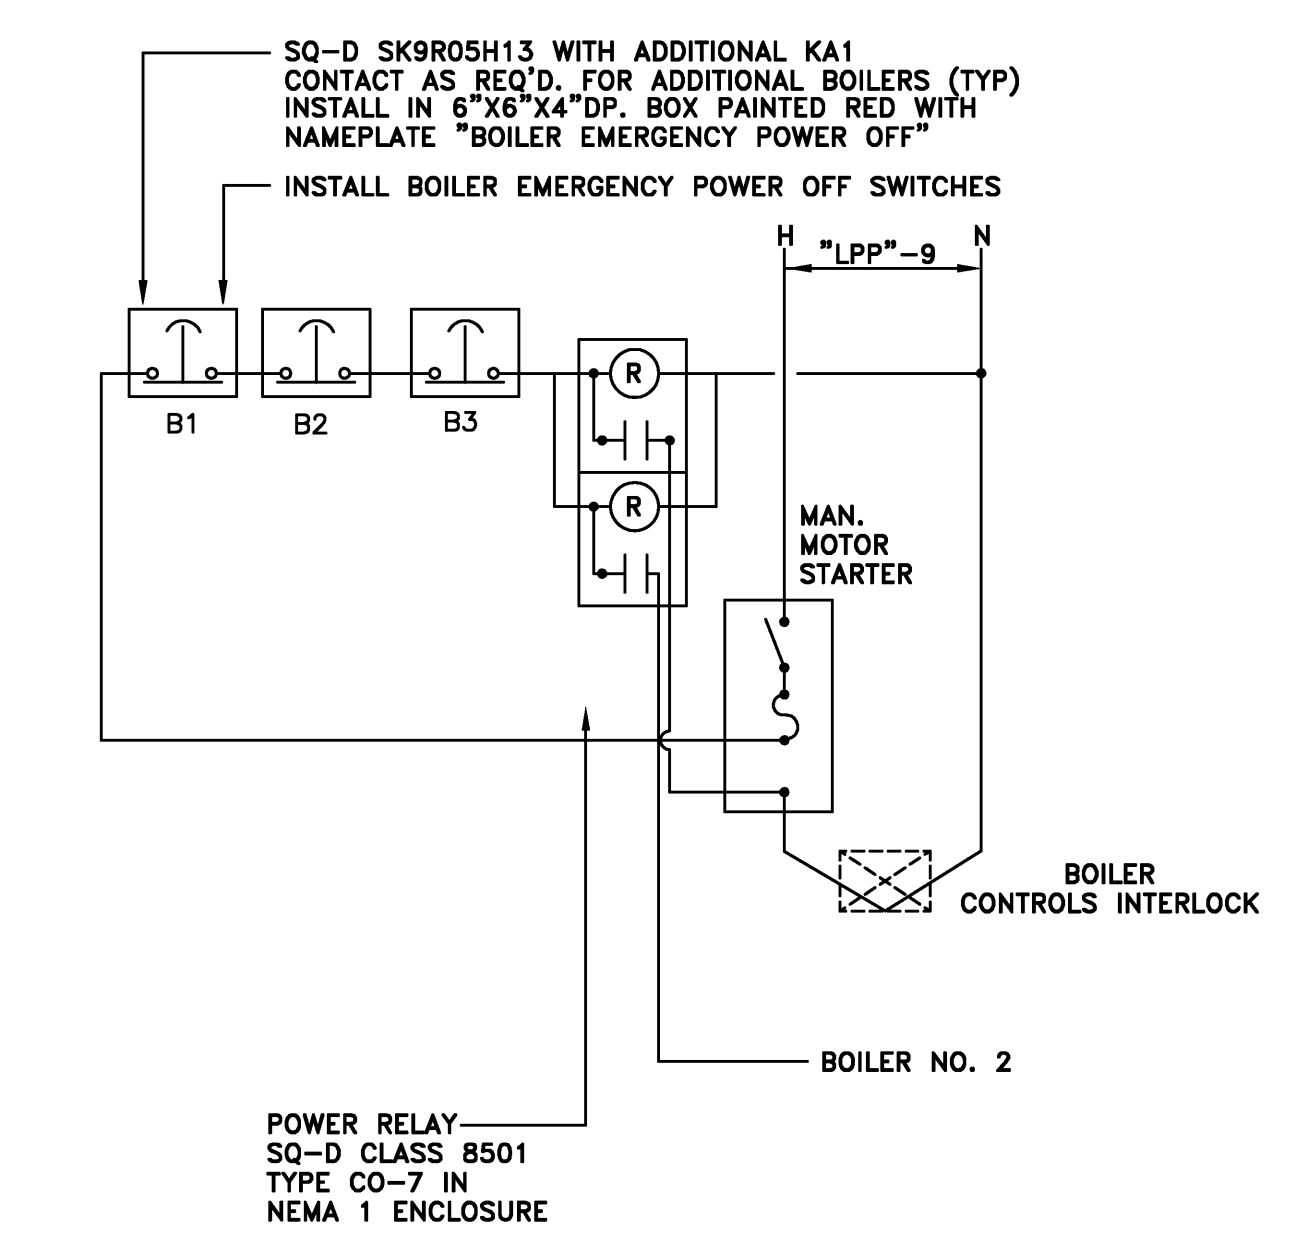 SQ-D SK9R05H13 WITH ADDITIONAL KA1
CONTACT AS REQ'D. FOR ADDITIONAL BOILERS (TYP)
INSTALL IN 6"X6"X4"DP. BOX PAINTED RED WITH
NAMEPLATE "BOILER EMERGENCY POWER OFF"
INSTALL BOILER EMERGENCY POWER OFF SWITCHES
H
N
"LPP"-9
B1
B2
B3
R
R
MAN.
MOTOR
STARTER
BOILER
CONTROLS INTERLOCK
BOILER NO. 2
POWER RELAY
SQ-D CLASS 8501
TYPE CO-7 IN
NEMA 1 ENCLOSURE